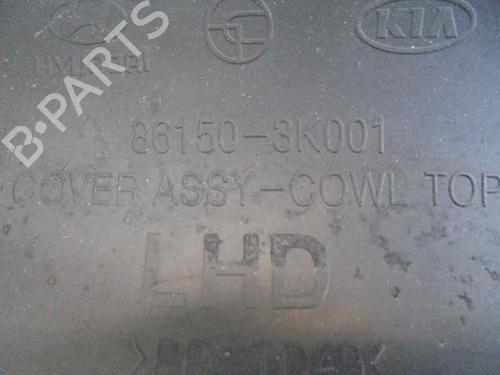 HYUNDAI KIA
B-PARTS
86150-3K001
COVER ASSY-COWL TOP
LHD